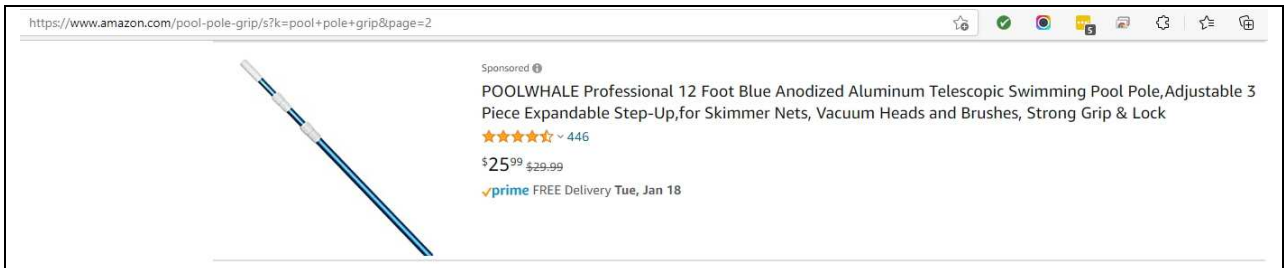 https://www.amazon.com/pool-pole-grip/s?k=pool+pole+grip&page=2
5
Sponsored
POOLWHALE Professional 12 Foot Blue Anodized Aluminum Telescopic Swimming Pool Pole,Adjustable 3
Piece Expandable Step-Up,for Skimmer Nets, Vacuum Heads and Brushes, Strong Grip & Lock
446
$2599 $29.99
prime FREE Delivery Tue, Jan 18